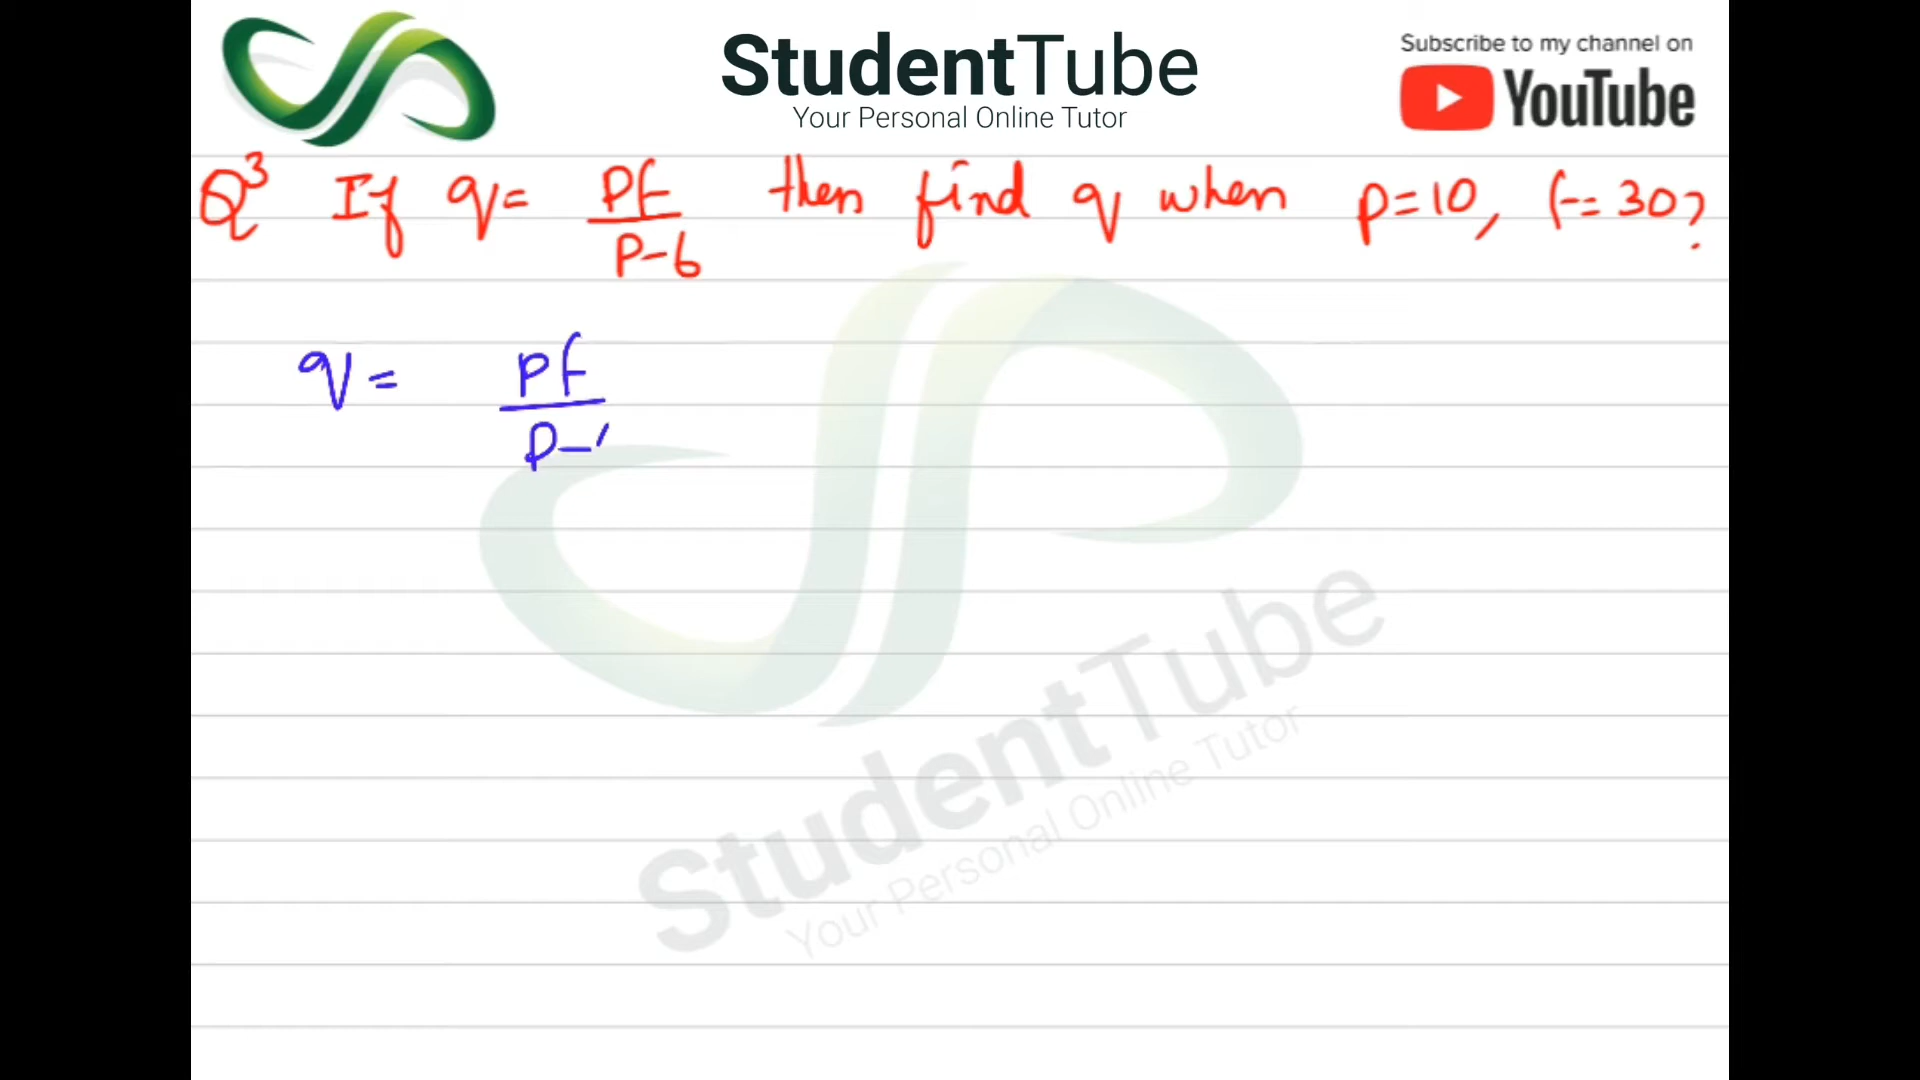 StudentTube
Your Personal Online Tutor
Subscribe to my channel on
YouTube
Q3 If q = pf/p-6 then find q when p=10, f= 30?
q = pf/p-
StudentTube
Your Personal Online Tutor